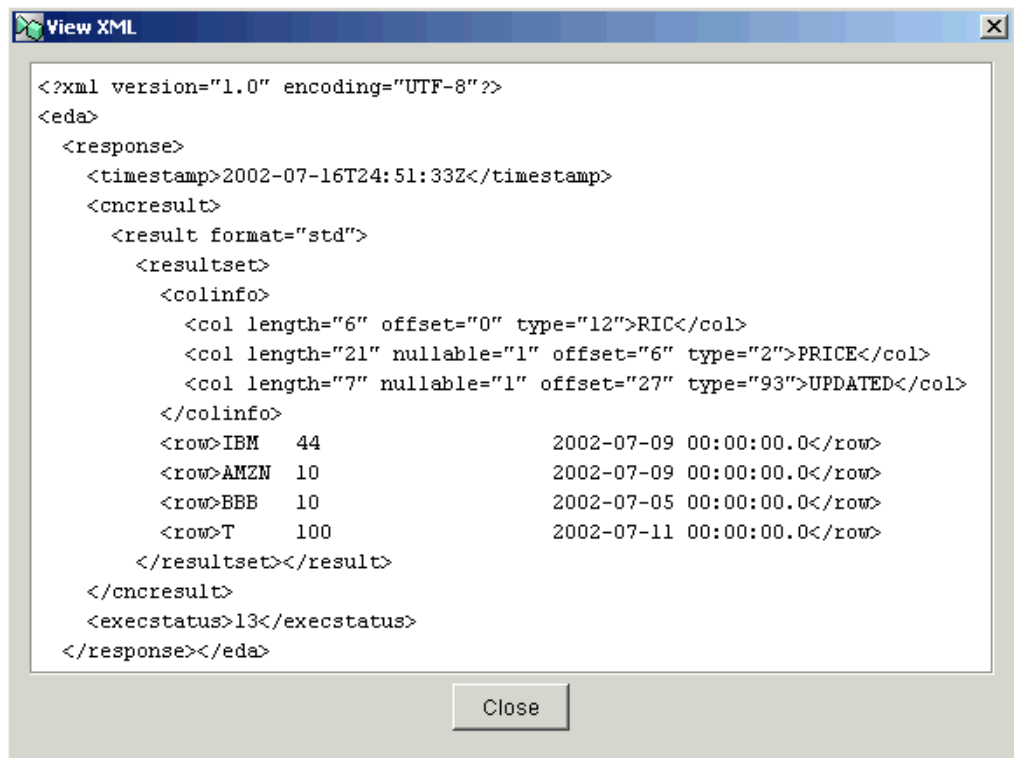 View XML
<?xml version="1.0" encoding="UTF-8"?>
<eda>
  <response>
    <timestamp>2002-07-16T24:51:33Z</timestamp>
    <cncresult>
      <result format="std">
        <resultset>
          <colinfo>
            <col length="6" offset="0" type="12">RIC</col>
            <col length="21" nullable="1" offset="6" type="2">PRICE</col>
            <col length="7" nullable="1" offset="27" type="93">UPDATED</col>
          </colinfo>
          <row>IBM   44                   2002-07-09 00:00:00.0</row>
          <row>AMZN  10                   2002-07-09 00:00:00.0</row>
          <row>BBB   10                   2002-07-05 00:00:00.0</row>
          <row>T     100                  2002-07-11 00:00:00.0</row>
        </resultset></result>
    </cncresult>
    <execstatus>13</execstatus>
  </response></eda>
Close